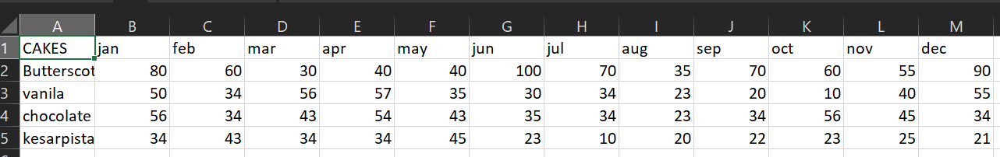 A B C D E F G H I J K L M
1 CAKES jan feb mar apr may jun jul aug sep oct nov dec
2 Butterscot 80 60 30 40 40 100 70 35 70 60 55 90
3 vanila 50 34 56 57 35 30 34 23 20 10 40 55
4 chocolate 56 34 43 54 43 35 34 23 34 56 45 34
5 kesarpista 34 43 34 34 45 23 10 20 22 23 25 21